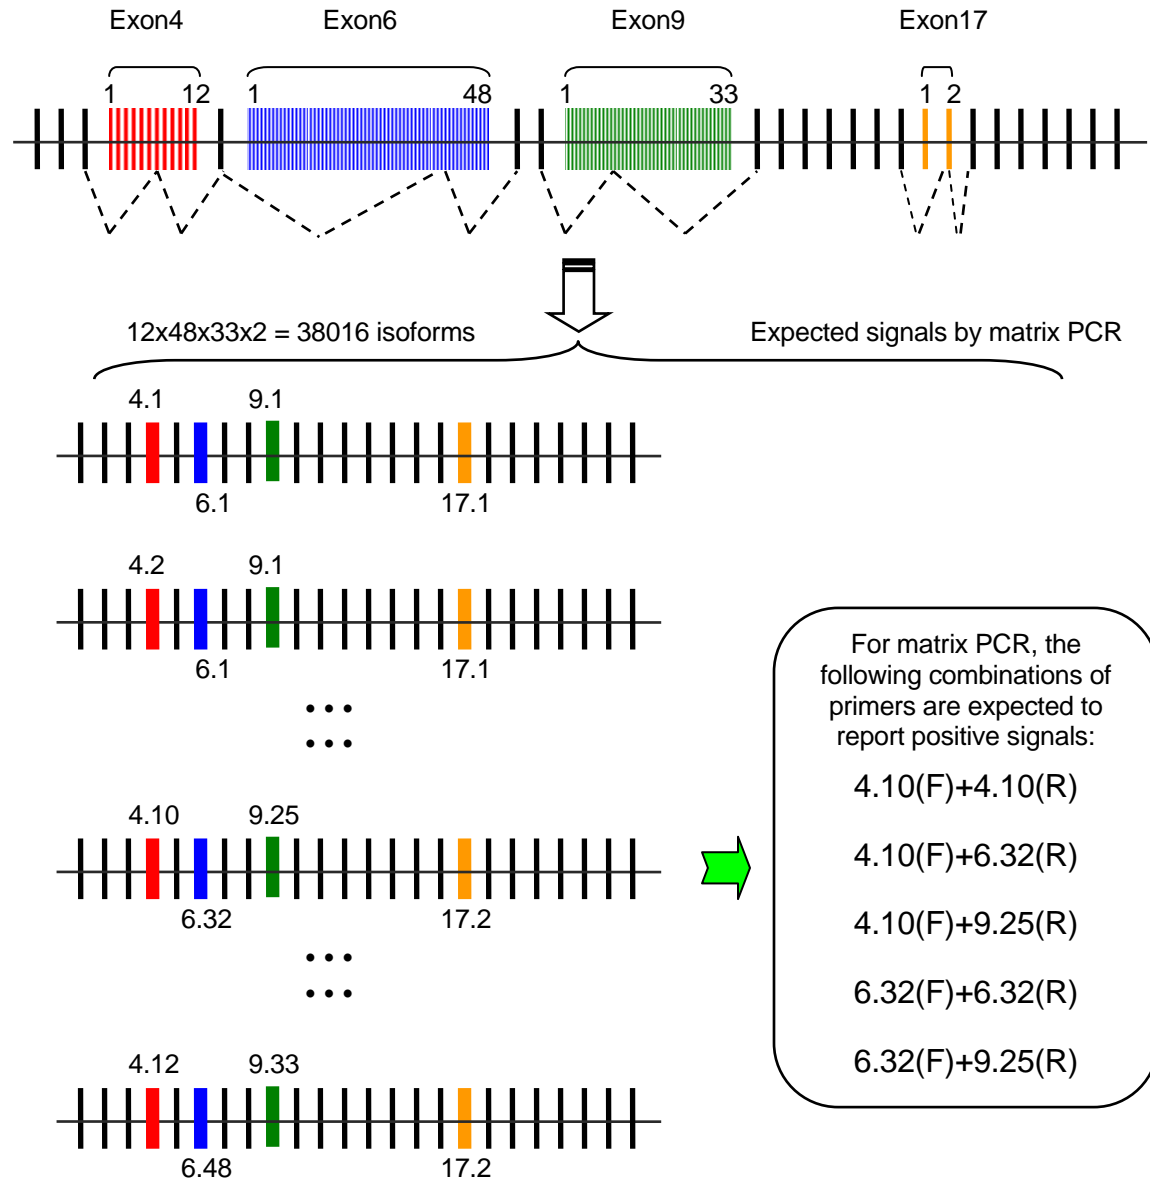 Exon4 Exon6 Exon9 Exon17
1 12 1 48 1 33 1 2
12x48x33x2 = 38016 isoforms
Expected signals by matrix PCR
4.1 9.1
6.1 17.1
4.2 9.1
6.1 17.1
4.10 9.25
6.32 17.2
4.12 9.33
6.48 17.2
For matrix PCR, the
following combinations of
primers are expected to
report positive signals:
4.10(F)+4.10(R)
4.10(F)+6.32(R)
4.10(F)+9.25(R)
6.32(F)+6.32(R)
6.32(F)+9.25(R)